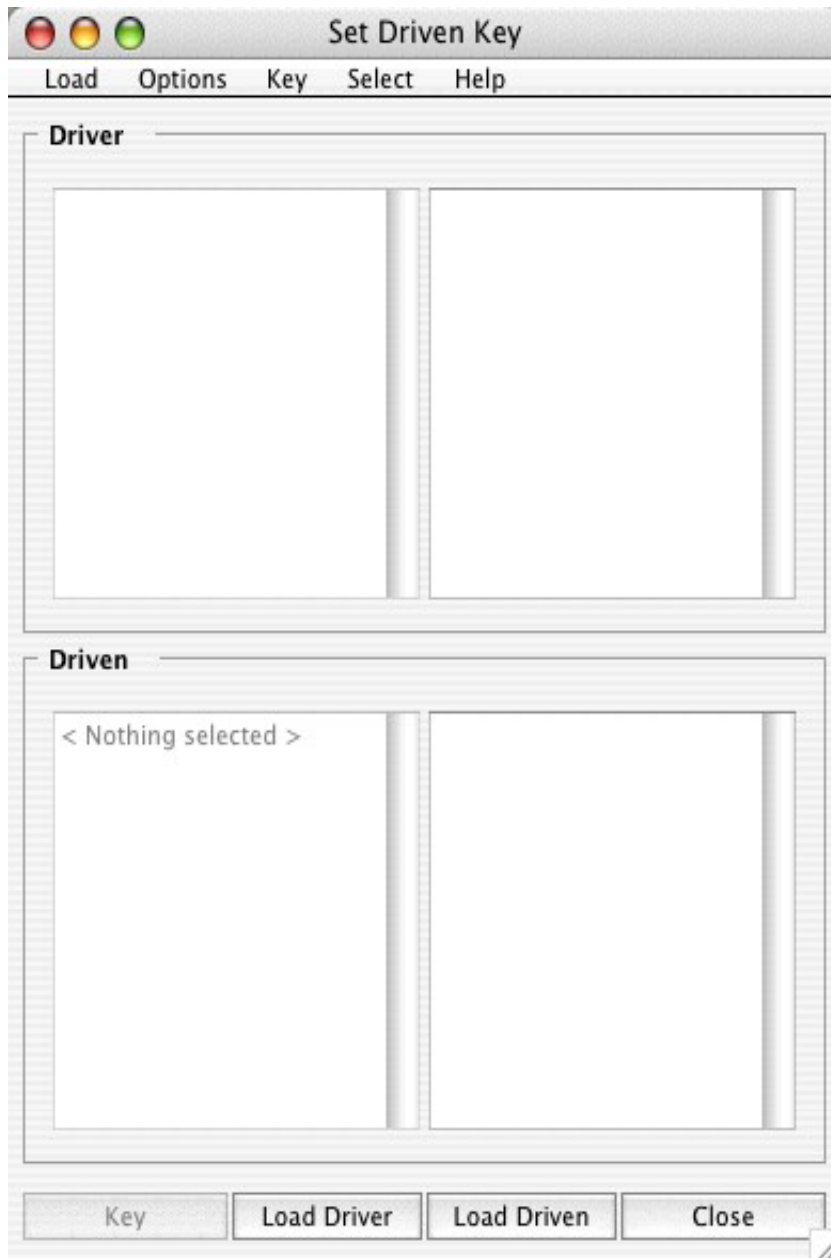 Set Driven Key
Load Options Key Select Help
Driver
Driven
< Nothing selected >
Key Load Driver Load Driven Close